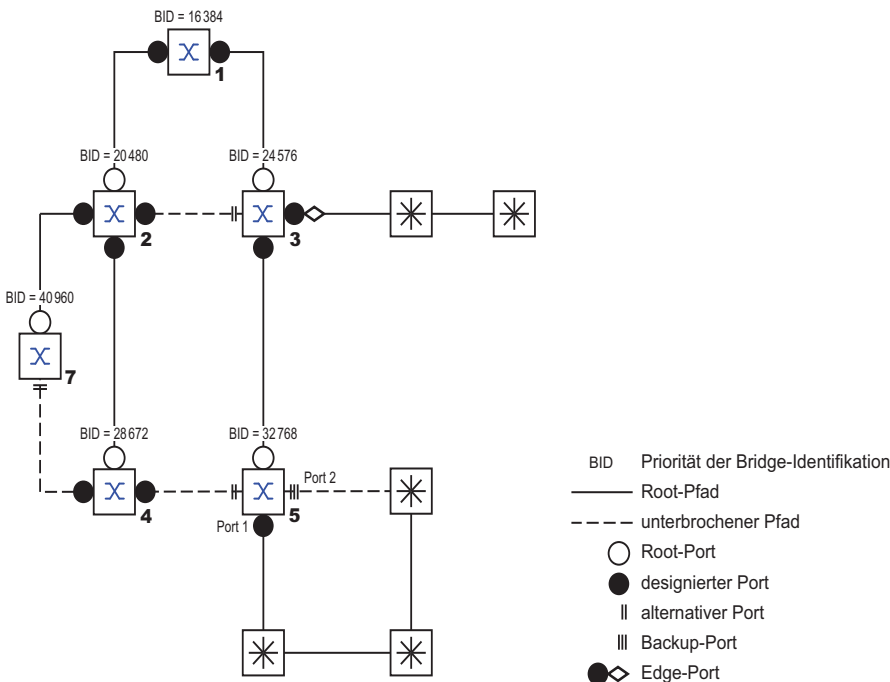 BID = 16 384
1
BID = 20 480
BID = 24 576
2
3
BID = 40 960
7
BID = 28 672
BID = 32 768
Port 2
4
5
Port 1
BID Priorität der Bridge-Identifikation
Root-Pfad
unterbrochener Pfad
Root-Port
designierter Port
alternativer Port
Backup-Port
Edge-Port